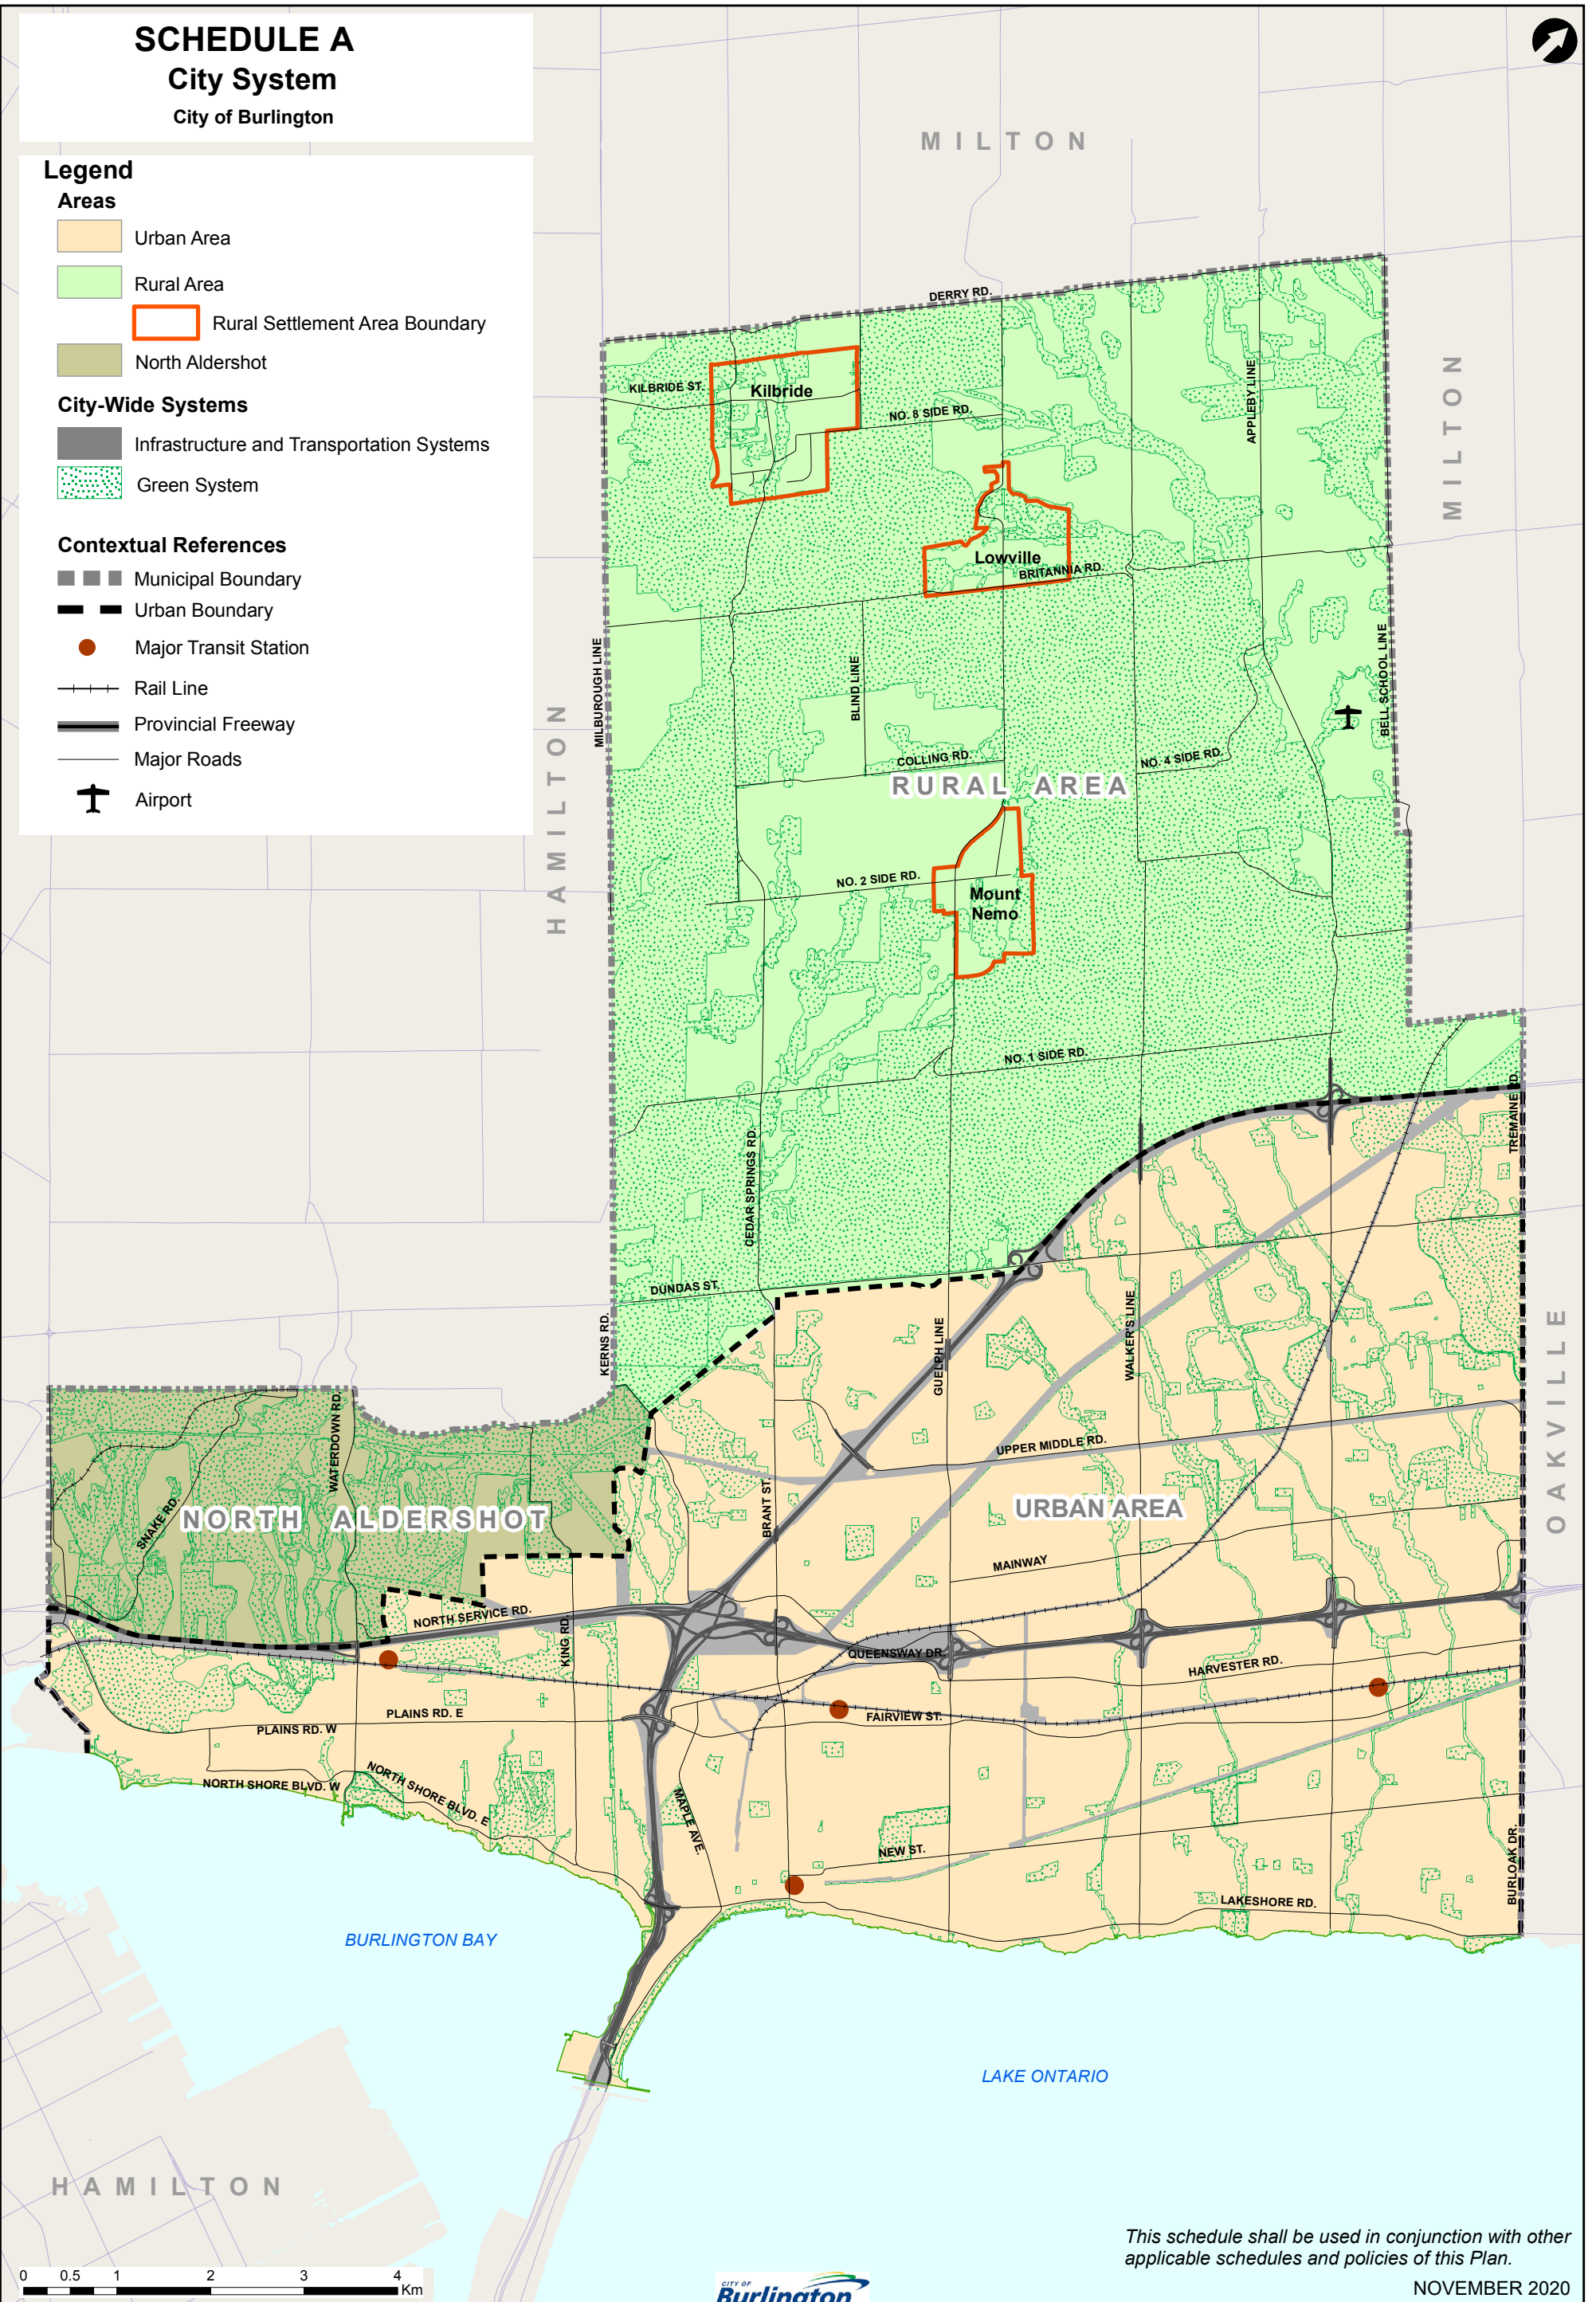 SCHEDULE A
City System
City of Burlington
Legend
Areas
Urban Area
Rural Area
Rural Settlement Area Boundary
North Aldershot
City-Wide Systems
Infrastructure and Transportation Systems
Green System
Contextual References
Municipal Boundary
Urban Boundary
Major Transit Station
Rail Line
Provincial Freeway
Major Roads
Airport
MILTON
DERRY RD.
KILBRIDE ST.
Kilbride
NO. 8 SIDE RD.
APPLEBY LINE
MILTON
Lowville
BRITANNIA RD.
MILBOROUGH LINE
BLIND LINE
BELL SCHOOL LINE
HAMILTON
COLLING RD.
NO. 4 SIDE RD.
RURAL AREA
NO. 2 SIDE RD.
Mount
Nemo
NO. 1 SIDE RD.
TREMAINE RD.
CEDAR SPRINGS RD.
DUNDAS ST.
KERNS RD.
GUELPH LINE
WALKER'S LINE
OAKVILLE
WATERDOWN RD.
UPPER MIDDLE RD.
SNAKE RD.
NORTH ALDERSHOT
BRANT ST.
URBAN AREA
MAINWAY
NORTH SERVICE RD.
KING RD.
QUEENSWAY DR.
HARVESTER RD.
PLAINS RD. E
PLAINS RD. W
FAIRVIEW ST.
NORTH SHORE BLVD. W
NORTH SHORE BLVD. E
MAPLE AVE.
NEW ST.
BURLOAK DR.
LAKESHORE RD.
BURLINGTON BAY
LAKE ONTARIO
HAMILTON
This schedule shall be used in conjunction with other
applicable schedules and policies of this Plan.
NOVEMBER 2020
0 0.5 1 2 3 4
Km
CITY OF
Burlington